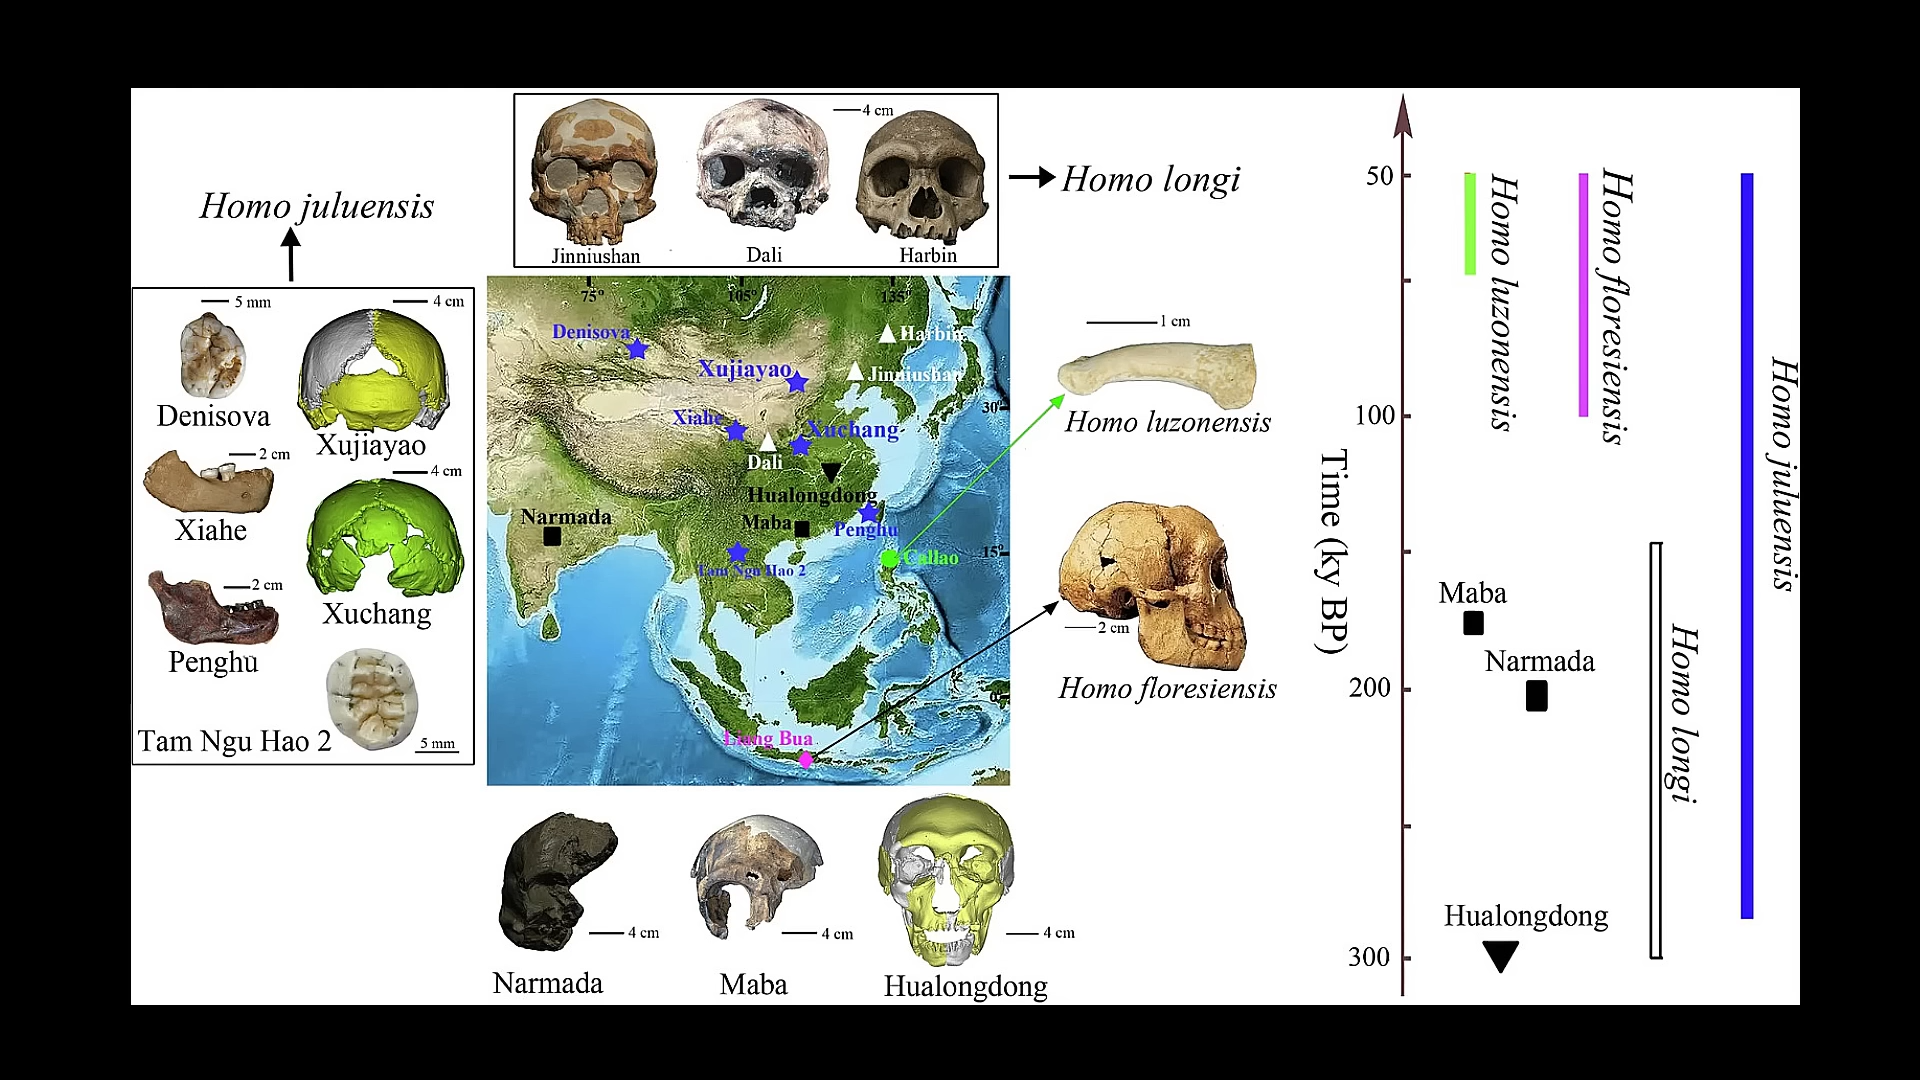 Homo juluensis
5 mm
4 cm
Denisova
Xujiayao
2 cm
4 cm
Xiahe
Xuchang
2 cm
Penghu
Tam Ngu Hao 2
5 mm
4 cm
Jinniushan
Dali
Harbin
Homo longi
75°
105°
135°
Denisova
Harbin
Xujiayao
Jinniushan
30°
Xiahe
Xuchang
Dali
Hualongdong
Narmada
Maba
Penghu
15°
Callao
Tam Ngu Hao 2
0°
Liang Bua
1 cm
Homo luzonensis
2 cm
Homo floresiensis
4 cm
4 cm
4 cm
Narmada
Maba
Hualongdong
Time (ky BP)
50
100
200
300
Homo luzonensis
Homo floresiensis
Homo juluensis
Maba
Narmada
Homo longi
Hualongdong